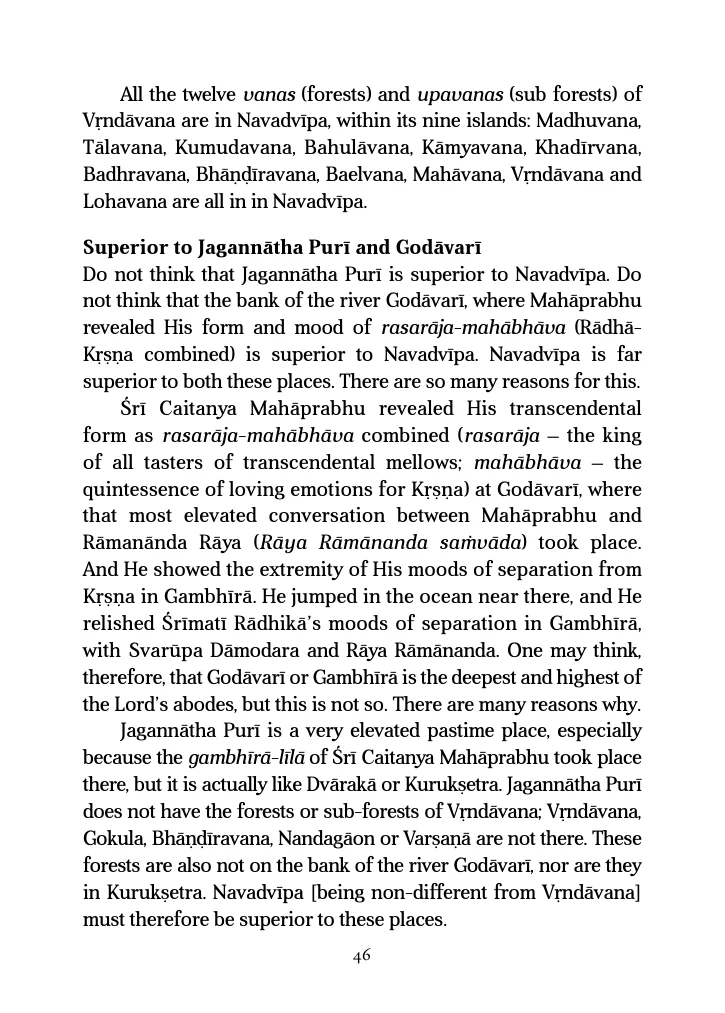 All the twelve vanas (forests) and upavanas (sub forests) of
Vṛndāvana are in Navadvīpa, within its nine islands: Madhuvana,
Tālavana, Kumudavana, Bahulāvana, Kāmyavana, Khadīrvana,
Badhravana, Bhāṇḍīravana, Baelvana, Mahāvana, Vṛndāvana and
Lohavana are all in in Navadvīpa.
Superior to Jagannātha Purī and Godāvarī
Do not think that Jagannātha Purī is superior to Navadvīpa. Do
not think that the bank of the river Godāvarī, where Mahāprabhu
revealed His form and mood of rasarāja-mahābhāva (Rādhā-
Kṛṣṇa combined) is superior to Navadvīpa. Navadvīpa is far
superior to both these places. There are so many reasons for this.
Śrī Caitanya Mahāprabhu revealed His transcendental
form as rasarāja-mahābhāva combined (rasarāja – the king
of all tasters of transcendental mellows; mahābhāva – the
quintessence of loving emotions for Kṛṣṇa) at Godāvarī, where
that most elevated conversation between Mahāprabhu and
Rāmanānda Rāya (Rāya Rāmānanda saṁvāda) took place.
And He showed the extremity of His moods of separation from
Kṛṣṇa in Gambhīrā. He jumped in the ocean near there, and He
relished Śrīmatī Rādhikā’s moods of separation in Gambhīrā,
with Svarūpa Dāmodara and Rāya Rāmānanda. One may think,
therefore, that Godāvarī or Gambhīrā is the deepest and highest of
the Lord’s abodes, but this is not so. There are many reasons why.
Jagannātha Purī is a very elevated pastime place, especially
because the gambhīrā-līlā of Śrī Caitanya Mahāprabhu took place
there, but it is actually like Dvārakā or Kurukṣetra. Jagannātha Purī
does not have the forests or sub-forests of Vṛndāvana; Vṛndāvana,
Gokula, Bhāṇḍīravana, Nandagāon or Varṣaṇā are not there. These
forests are also not on the bank of the river Godāvarī, nor are they
in Kurukṣetra. Navadvīpa [being non-different from Vṛndāvana]
must therefore be superior to these places.
46